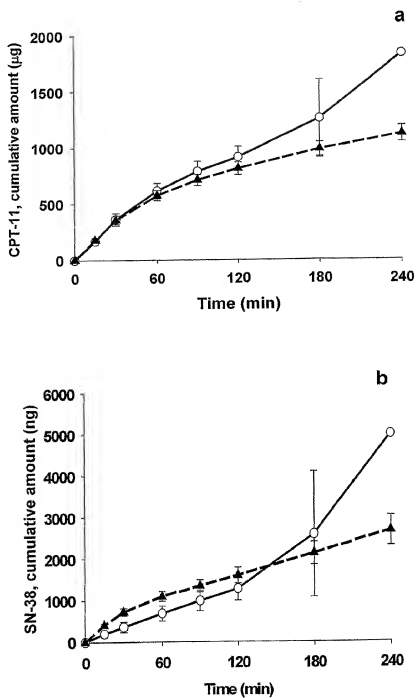 a
2000
1500
1000
500
0
CPT-11, cumulative amount (µg)
0 60 120 180 240
Time (min)
b
6000
5000
4000
3000
2000
1000
0
SN-38, cumulative amount (ng)
0 60 120 180 240
Time (min)